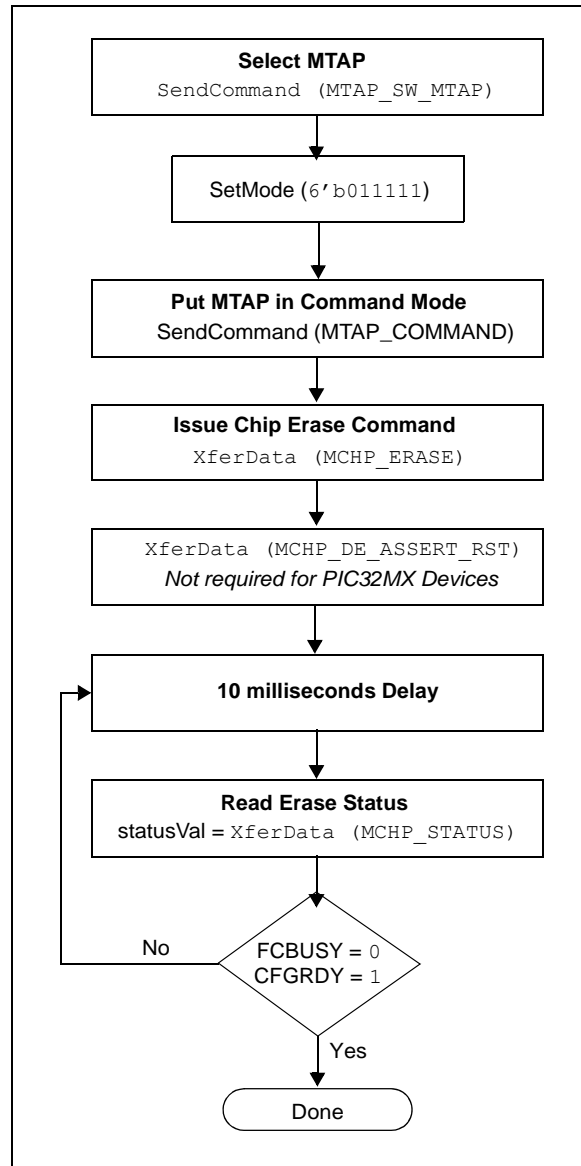 Select MTAP
SendCommand (MTAP_SW_MTAP)
SetMode (6’b011111)
Put MTAP in Command Mode
SendCommand (MTAP_COMMAND)
Issue Chip Erase Command
XferData (MCHP_ERASE)
XferData (MCHP_DE_ASSERT_RST)
Not required for PIC32MX Devices
10 milliseconds Delay
Read Erase Status
statusVal = XferData (MCHP_STATUS)
No
FCBUSY = 0
CFGRDY = 1
Yes
Done